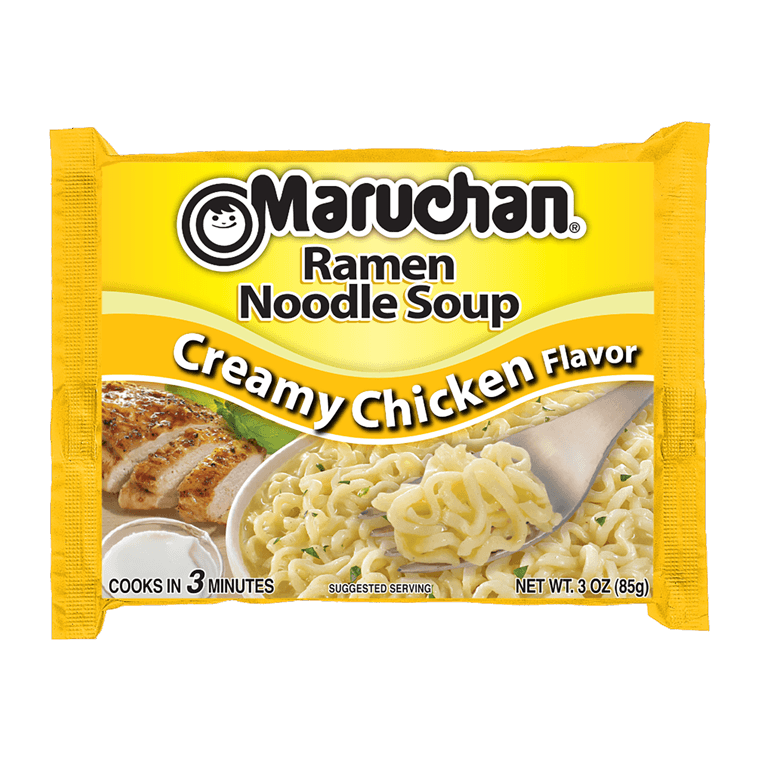 Maruchan®
Ramen
Noodle Soup
Creamy Chicken Flavor
COOKS IN 3 MINUTES
SUGGESTED SERVING
NET WT. 3 OZ (85g)